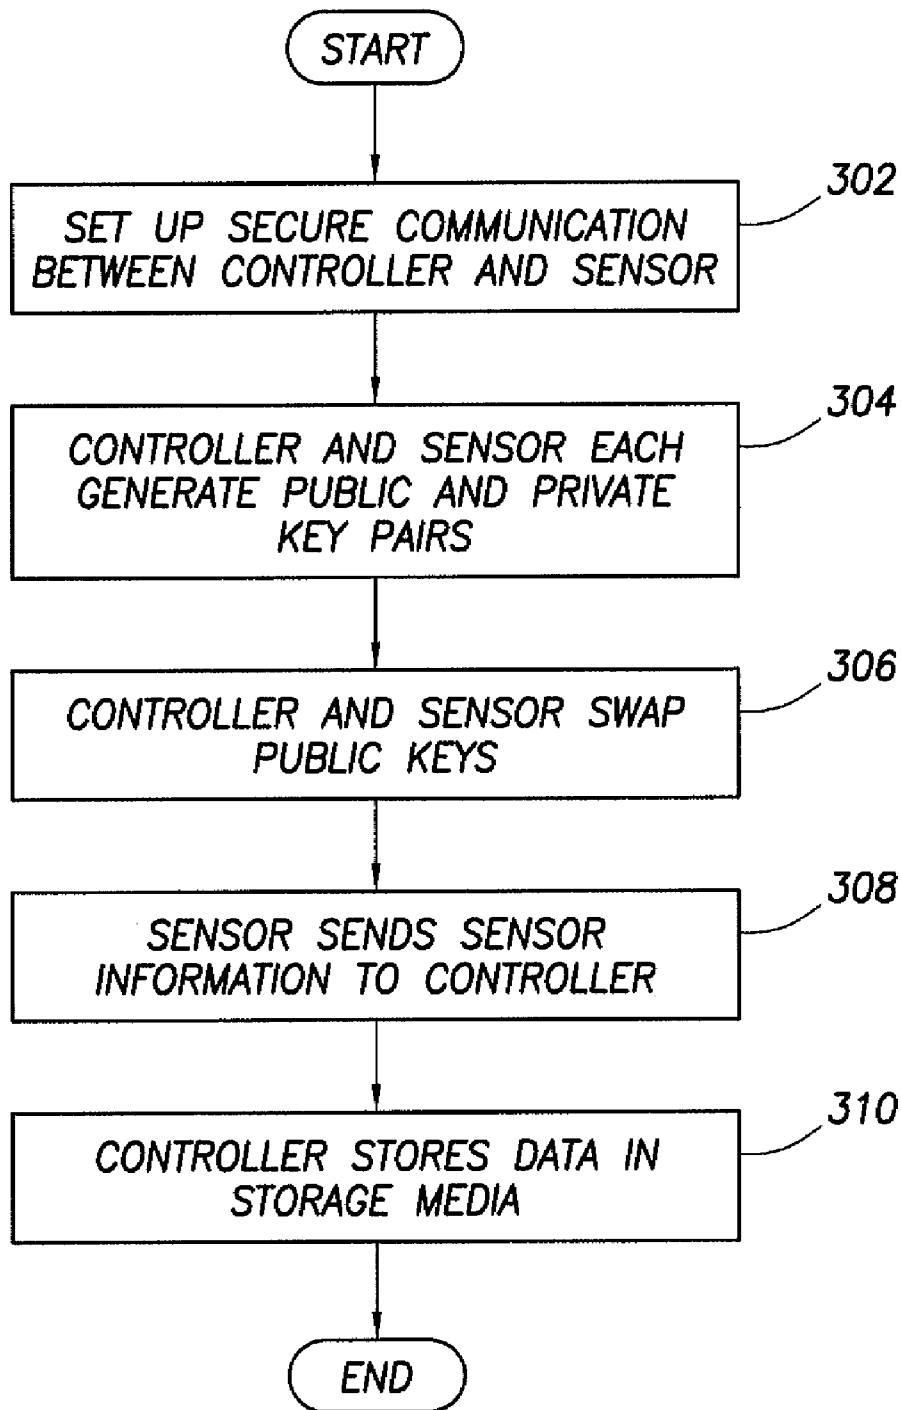 START
302
SET UP SECURE COMMUNICATION
BETWEEN CONTROLLER AND SENSOR
304
CONTROLLER AND SENSOR EACH
GENERATE PUBLIC AND PRIVATE
KEY PAIRS
306
CONTROLLER AND SENSOR SWAP
PUBLIC KEYS
308
SENSOR SENDS SENSOR
INFORMATION TO CONTROLLER
310
CONTROLLER STORES DATA IN
STORAGE MEDIA
END